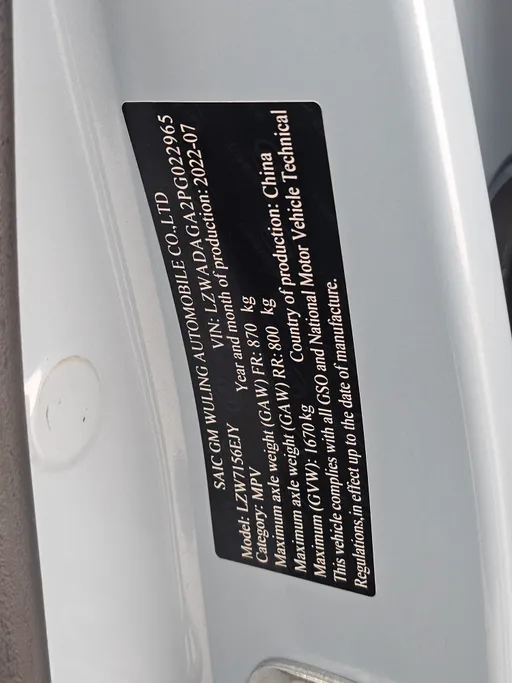 SAIC GM WULING AUTOMOBILE CO.,LTD
Model: LZW7156EJY VIN: LZWADAGA2PG022965
Category: MPV Year and month of production: 2022-07
Maximum axle weight (GAW) FR: 870 kg
Maximum axle weight (GAW) RR: 800 kg
Maximum (GVW): 1670kg Country of production: China
This vehicle complies with all GSO and National Motor Vehicle Technical
Regulations,in effect up to the date of manufacture.